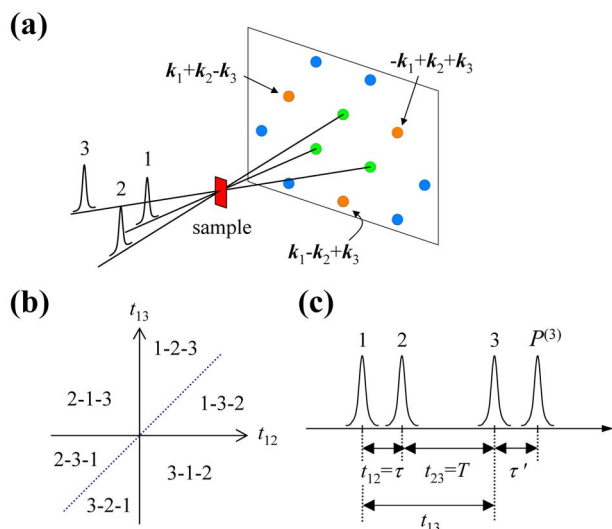 (a)
k₁+k₂-k₃
-k₁+k₂+k₃
3
1
2
sample
k₁-k₂+k₃
(b)
t₁₃
1-2-3
2-1-3
1-3-2
t₁₂
2-3-1
3-1-2
3-2-1
(c)
1 2 3 P⁽³⁾
t₁₂=τ t₂₃=T τ'
t₁₃